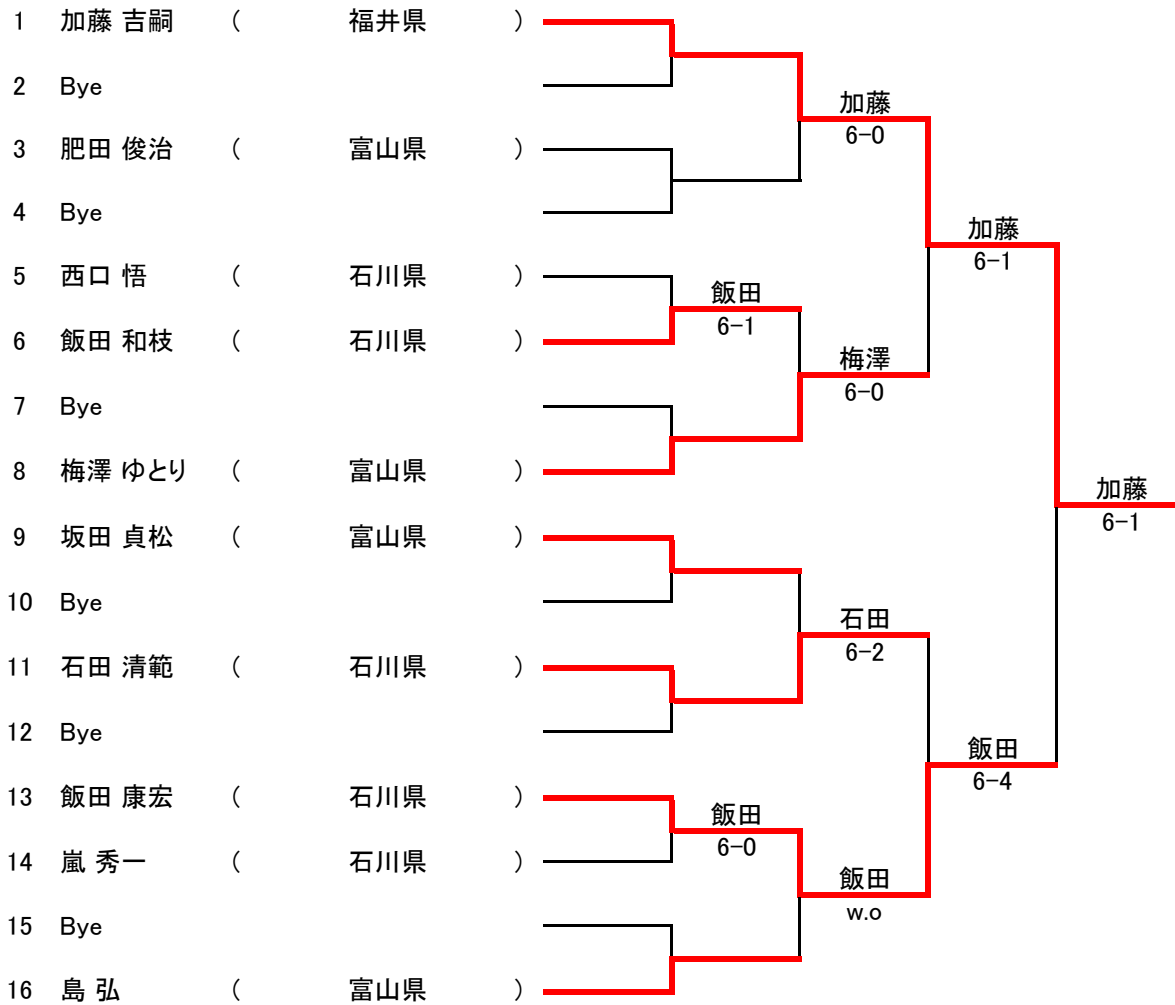 1 加藤 吉嗣 ( 福井県 )
2 Bye
加藤
6-0
3 肥田 俊治 ( 富山県 )
4 Bye
加藤
6-1
5 西口 悟 ( 石川県 )
飯田
6-1
6 飯田 和枝 ( 石川県 )
梅澤
6-0
7 Bye
8 梅澤 ゆとり ( 富山県 )
加藤
6-1
9 坂田 貞松 ( 富山県 )
10 Bye
石田
6-2
11 石田 清範 ( 石川県 )
12 Bye
飯田
6-4
13 飯田 康宏 ( 石川県 )
飯田
6-0
14 嵐 秀一 ( 石川県 )
飯田
w.o
15 Bye
16 島 弘 ( 富山県 )